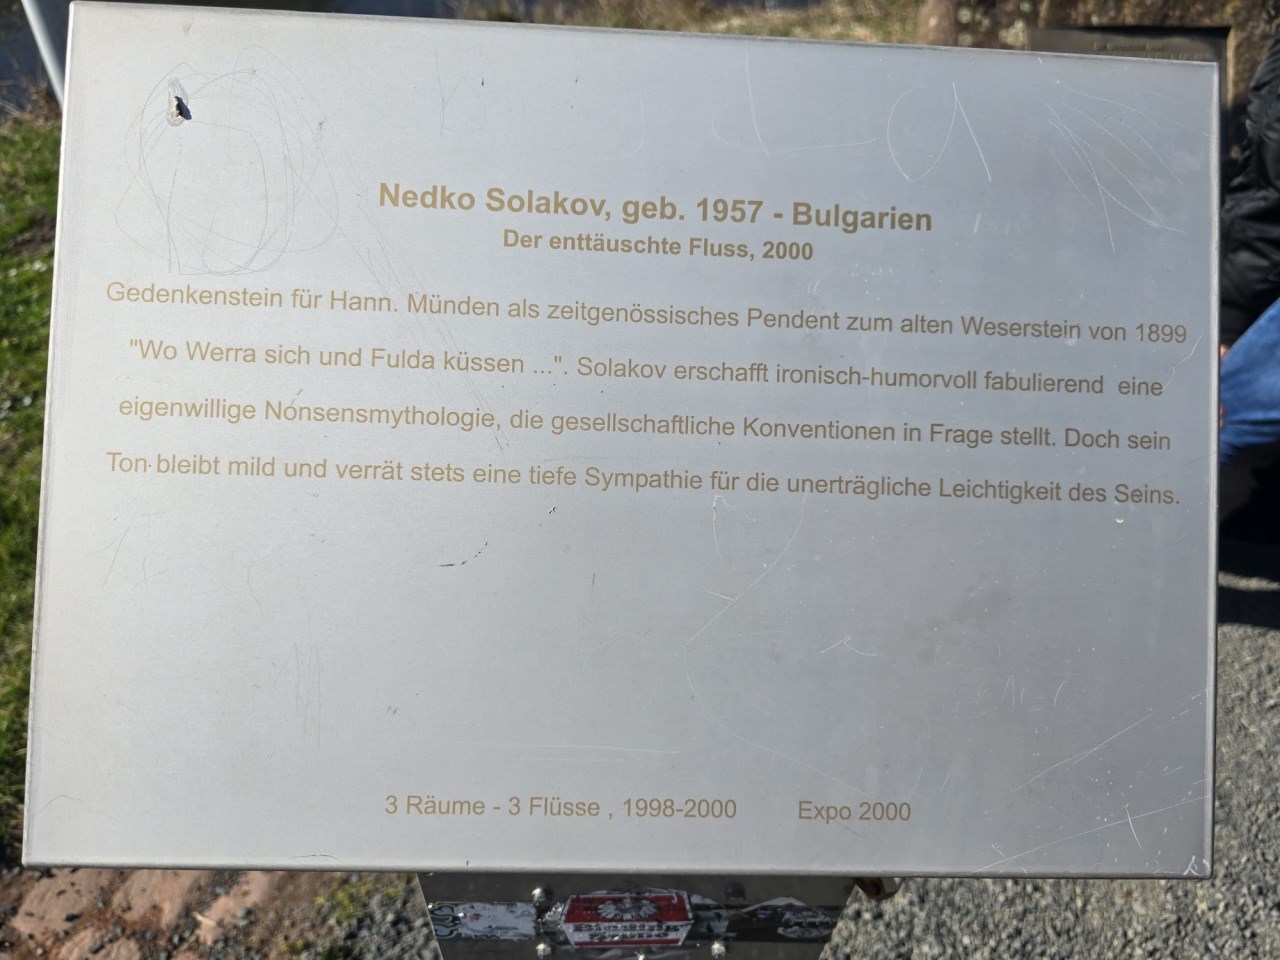 Nedko Solakov, geb. 1957 - Bulgarien
Der enttäuschte Fluss, 2000
Gedenkenstein für Hann. Münden als zeitgenössisches Pendent zum alten Weserstein von 1899
"Wo Werra sich und Fulda küssen ...". Solakov erschafft ironisch-humorvoll fabulierend eine
eigenwillige Nonsensmythologie, die gesellschaftliche Konventionen in Frage stellt. Doch sein
Ton bleibt mild und verrät stets eine tiefe Sympathie für die unerträgliche Leichtigkeit des Seins.
3 Räume - 3 Flüsse , 1998-2000 Expo 2000